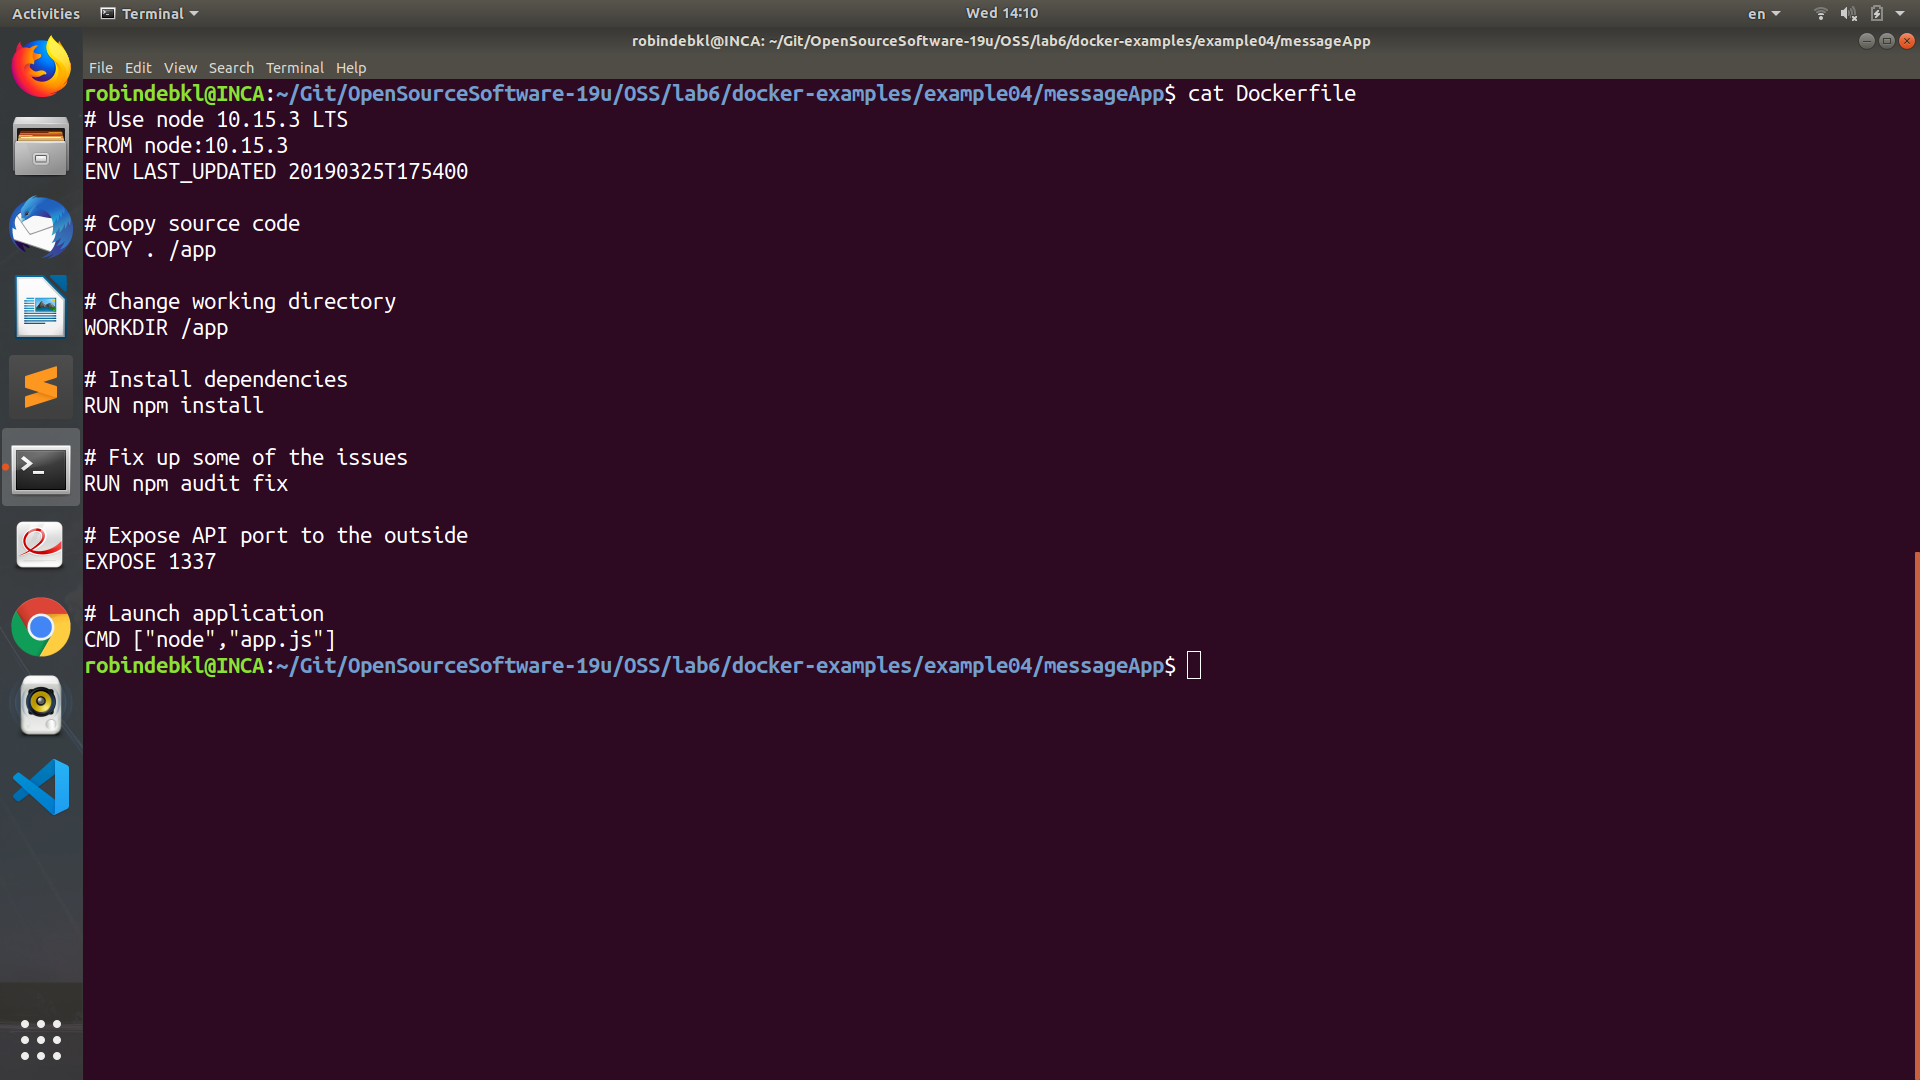 Activities Terminal Wed 14:10 en
robindebkl@INCA: ~/Git/OpenSourceSoftware-19u/OSS/lab6/docker-examples/example04/messageApp
File Edit View Search Terminal Help
robindebkl@INCA:~/Git/OpenSourceSoftware-19u/OSS/lab6/docker-examples/example04/messageApp$ cat Dockerfile
# Use node 10.15.3 LTS
FROM node:10.15.3
ENV LAST_UPDATED 20190325T175400
# Copy source code
COPY . /app
# Change working directory
WORKDIR /app
# Install dependencies
RUN npm install
# Fix up some of the issues
RUN npm audit fix
# Expose API port to the outside
EXPOSE 1337
# Launch application
CMD ["node","app.js"]
robindebkl@INCA:~/Git/OpenSourceSoftware-19u/OSS/lab6/docker-examples/example04/messageApp$